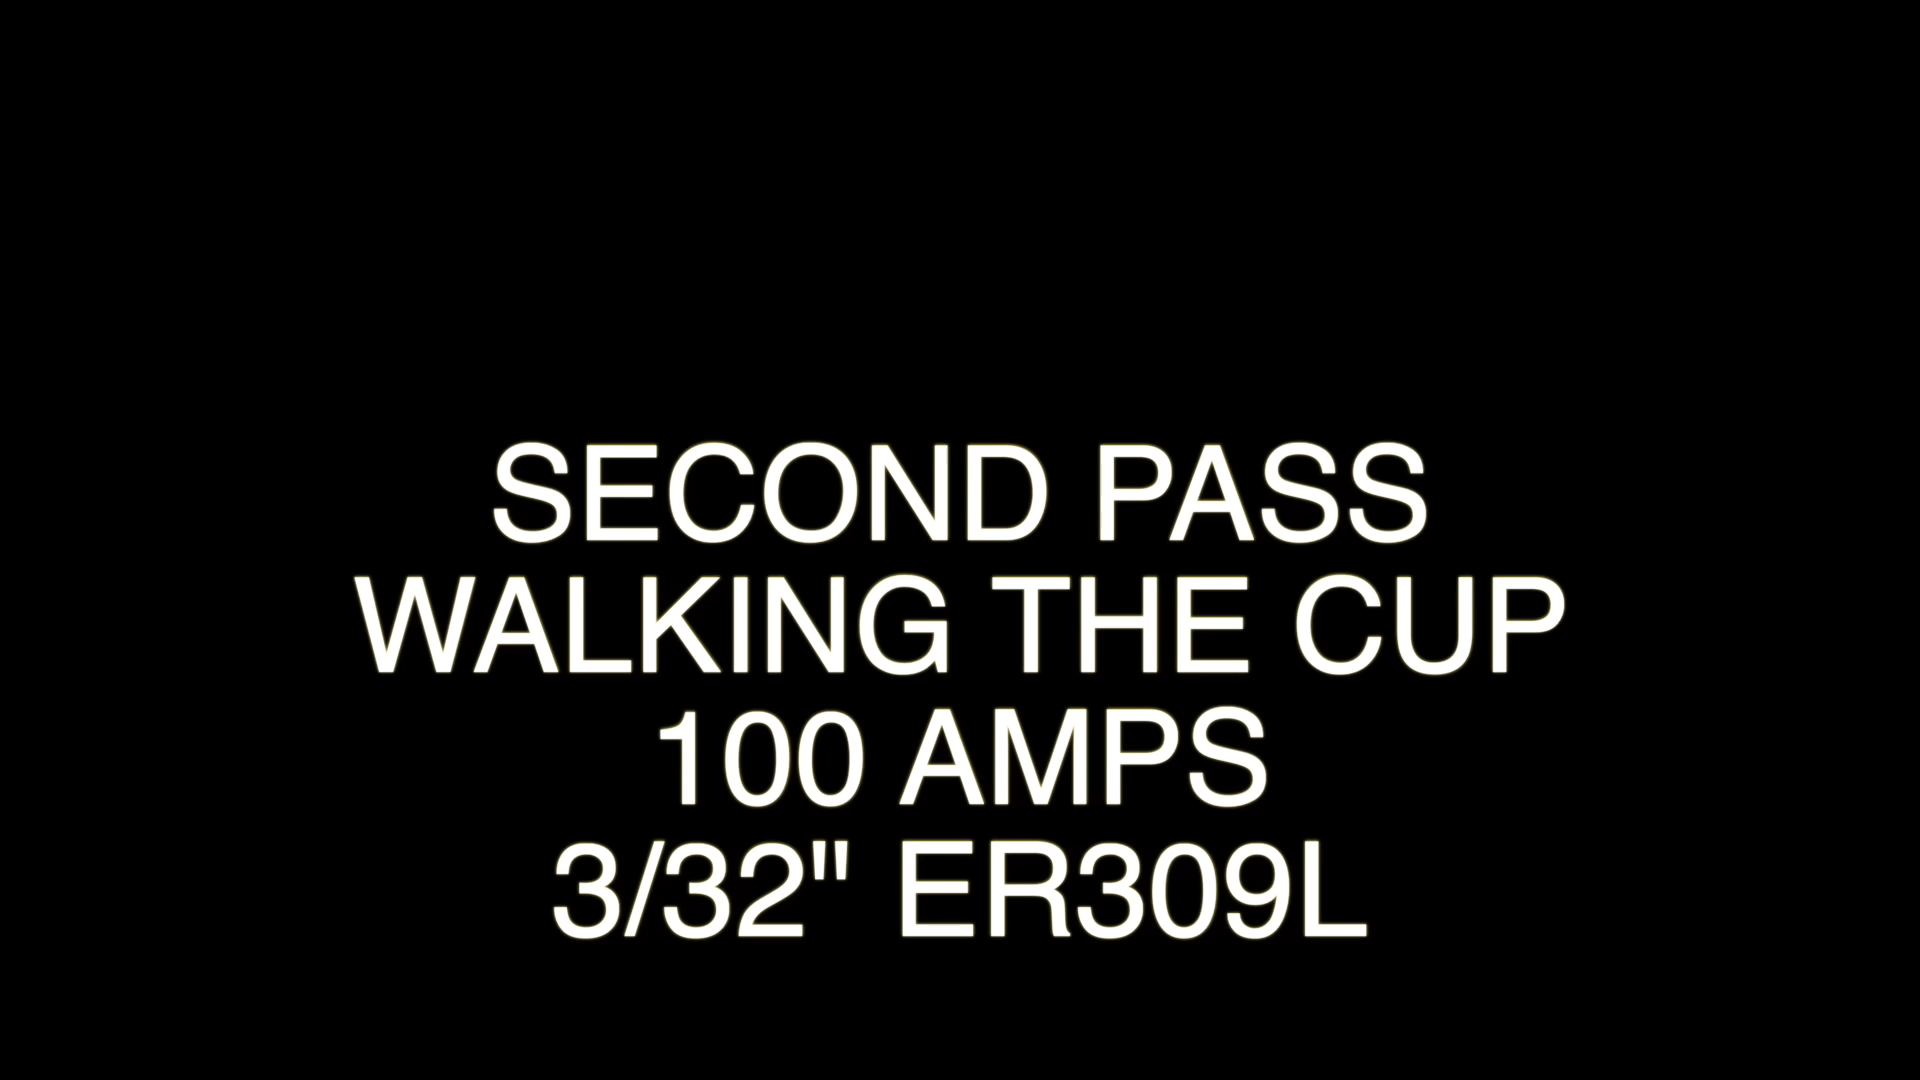 SECOND PASS
WALKING THE CUP
100 AMPS
3/32" ER309L